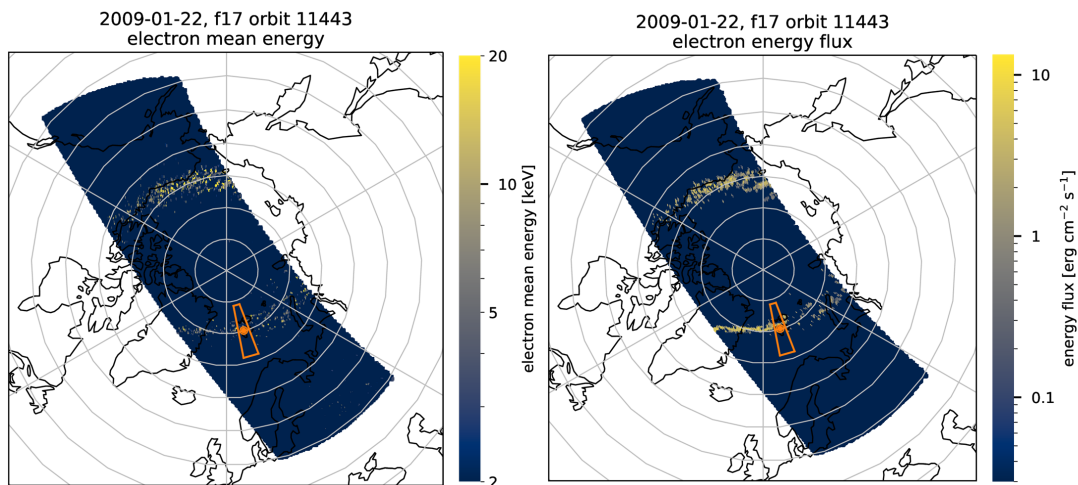 2009-01-22, f17 orbit 11443
electron mean energy
20
10
5
2
electron mean energy [keV]
2009-01-22, f17 orbit 11443
electron energy flux
10
1
0.1
energy flux [erg cm⁻² s⁻¹]